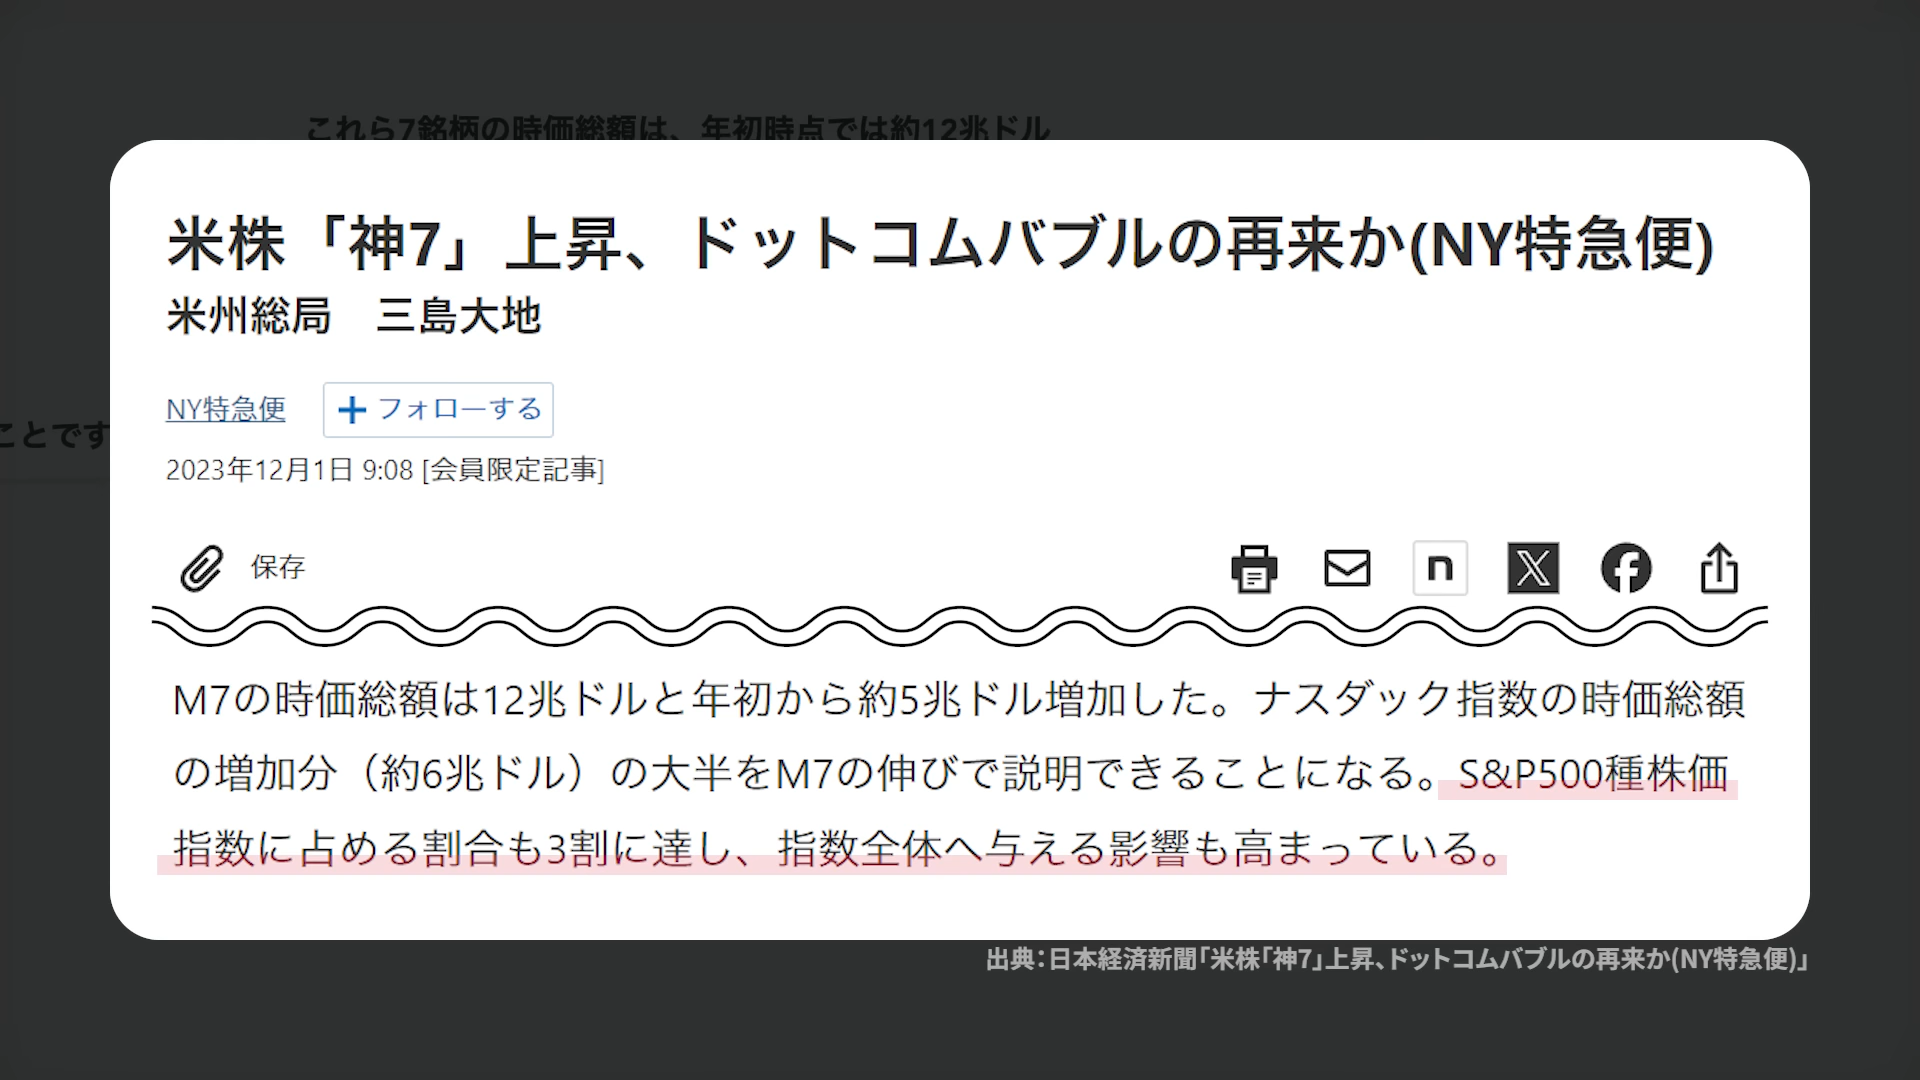 これら7銘柄の時価総額は、年初時点では約12兆ドル
米株「神7」上昇、ドットコムバブルの再来か(NY特急便)
米州総局　三島大地
NY特急便 + フォローする
2023年12月1日 9:08 [会員限定記事]
ことです
保存
M7の時価総額は12兆ドルと年初から約5兆ドル増加した。ナスダック指数の時価総額
の増加分（約6兆ドル）の大半をM7の伸びで説明できることになる。S&P500種株価
指数に占める割合も3割に達し、指数全体へ与える影響も高まっている。
出典：日本経済新聞「米株「神7」上昇、ドットコムバブルの再来か(NY特急便)」